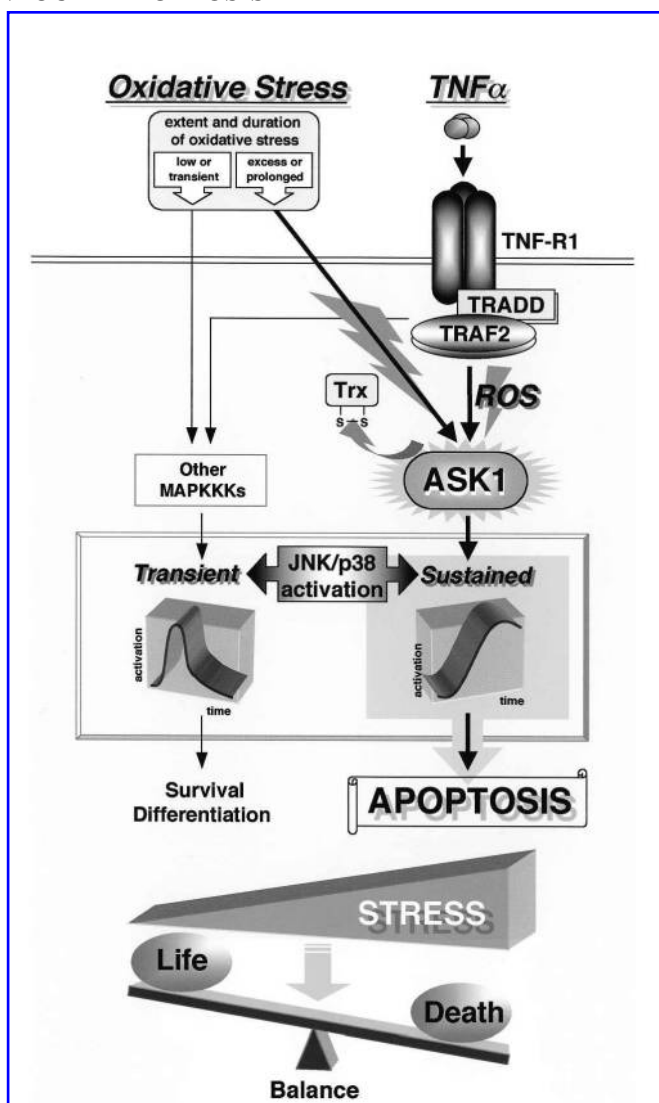 Oxidative Stress
TNFα
extent and duration
of oxidative stress
low or
transient
excess or
prolonged
TNF-R1
TRADD
TRAF2
Trx
S S
ROS
ASK1
Other
MAPKKKs
JNK/p38
activation
Transient
Sustained
activation
time
activation
time
Survival
Differentiation
APOPTOSIS
STRESS
Life
Death
Balance